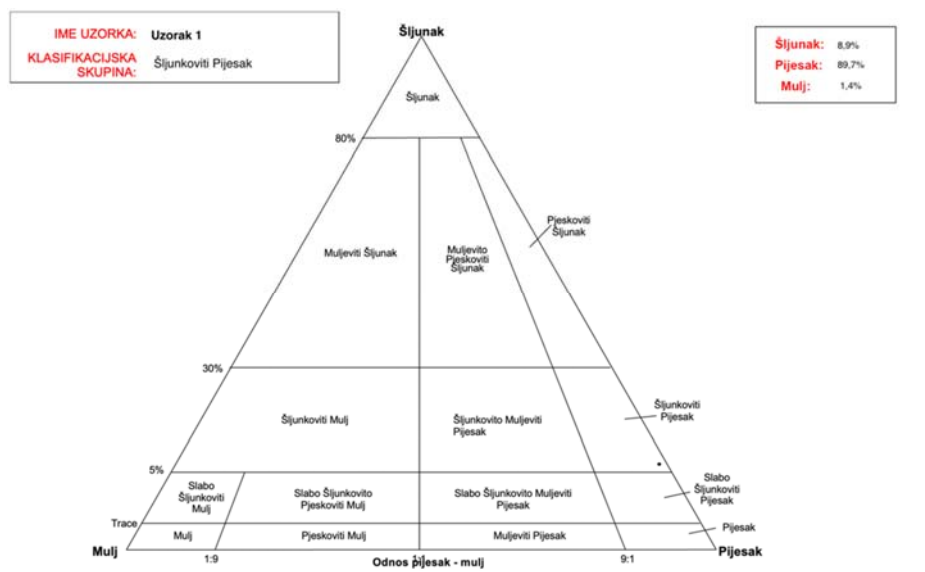 IME UZORKA: Uzorak 1
KLASIFIKACIJSKA
SKUPINA:
Šljunkoviti Pijesak
Šljunak
Šljunak: 8,9%
Pijesak: 89,7%
Mulj: 1,4%
Šljunak
80%
Pjeskoviti
Šljunak
Muljeviti Šljunak
Muljevito
Pjeskoviti
Šljunak
30%
Šljunkoviti Mulj
Šljunkovito Muljeviti
Pijesak
Šljunkoviti
Pijesak
5%
Slabo
Šljunkoviti
Mulj
Slabo Šljunkovito
Pjeskoviti Mulj
Slabo Šljunkovito Muljeviti
Pijesak
Slabo
Šljunkoviti
Pijesak
Trace
Mulj
Pjeskoviti Mulj
Muljeviti Pijesak
Pijesak
Mulj
Pijesak
1:9
9:1
Odnos pijesak - mulj